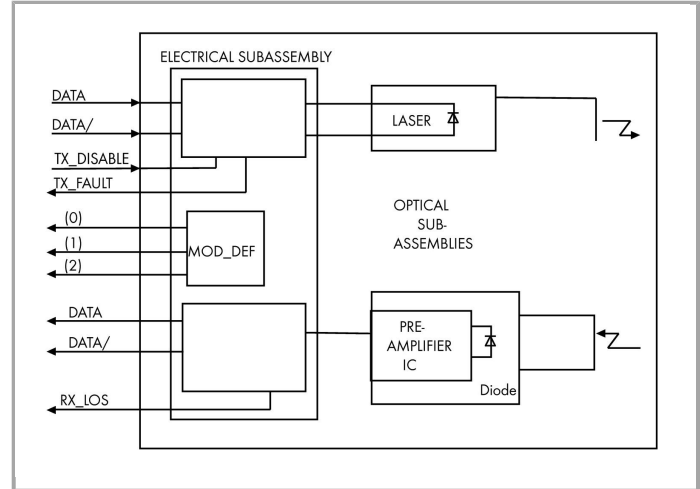 ELECTRICAL SUBASSEMBLY
DATA
DATA/
TX_DISABLE
TX_FAULT
LASER
(0)
(1)
(2)
MOD_DEF
OPTICAL
SUB-
ASSEMBLIES
DATA
DATA/
RX_LOS
PRE-
AMPLIFIER
IC
Diode